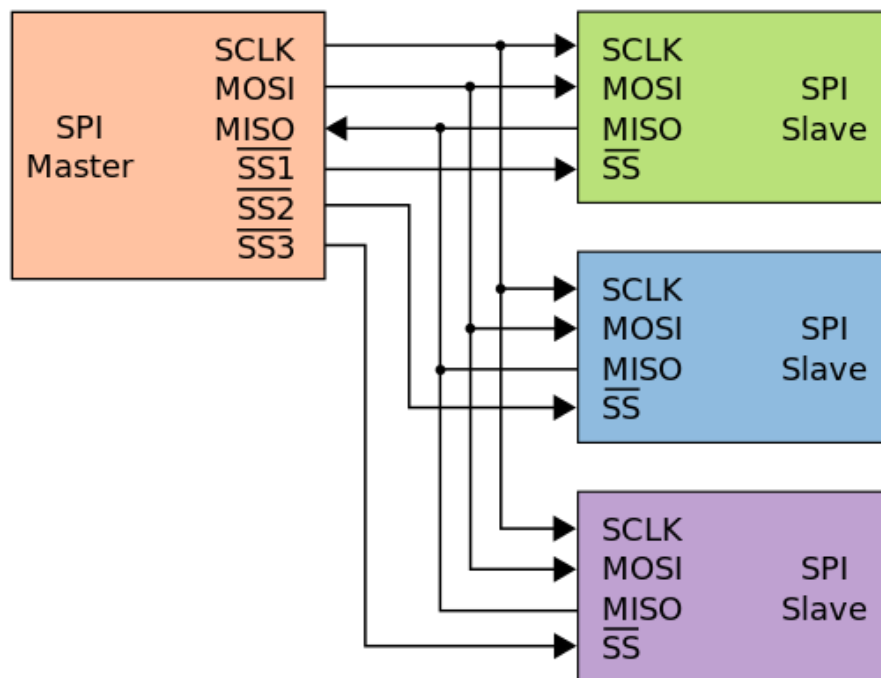 SCLK
MOSI
MISO
SS1
SS2
SS3
SPI
Master
SCLK
MOSI
MISO
SS
SPI
Slave
SCLK
MOSI
MISO
SS
SPI
Slave
SCLK
MOSI
MISO
SS
SPI
Slave